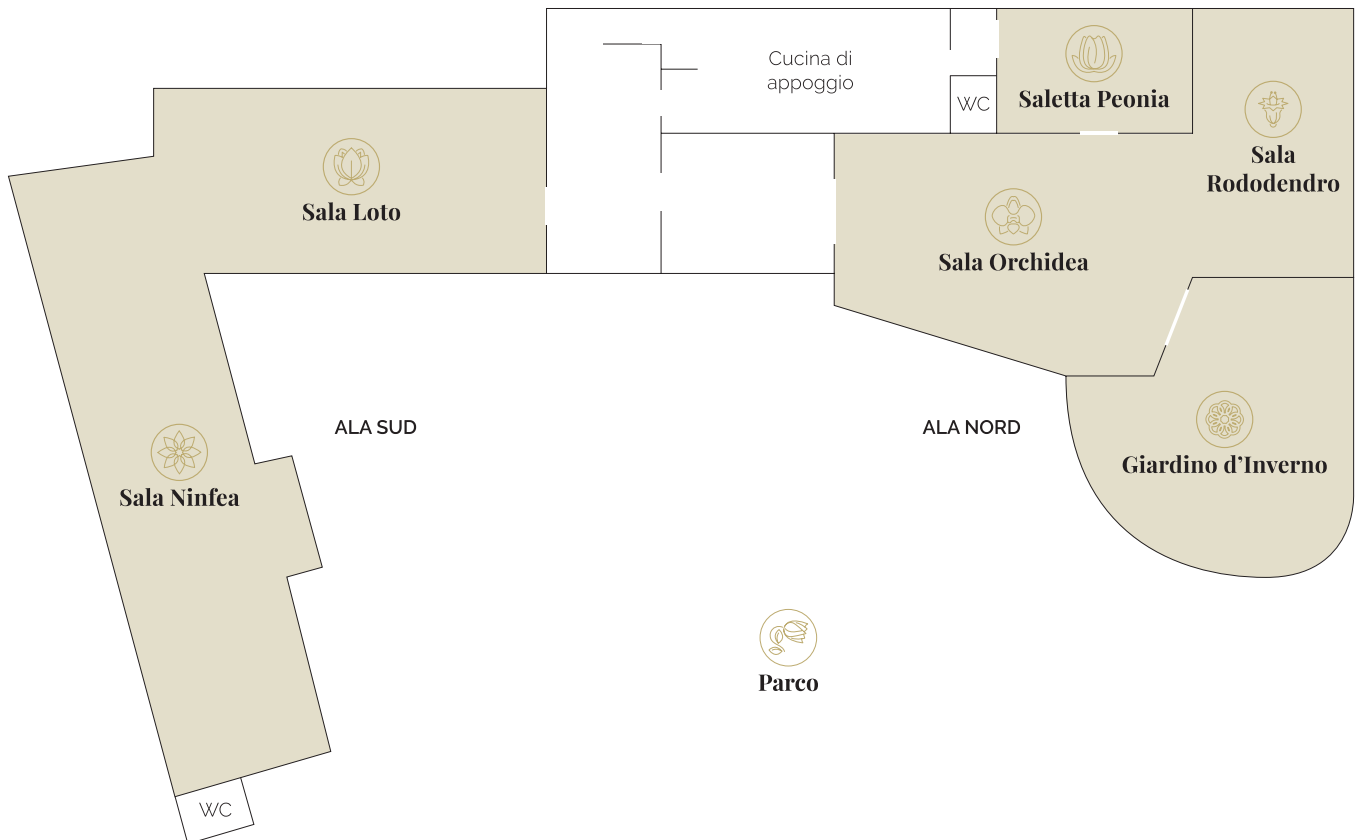 Cucina di
appoggio
WC
Saletta Peonia
Sala
Rododendro
Sala Loto
Sala Orchidea
ALA SUD
ALA NORD
Giardino d’Inverno
Sala Ninfea
Parco
WC